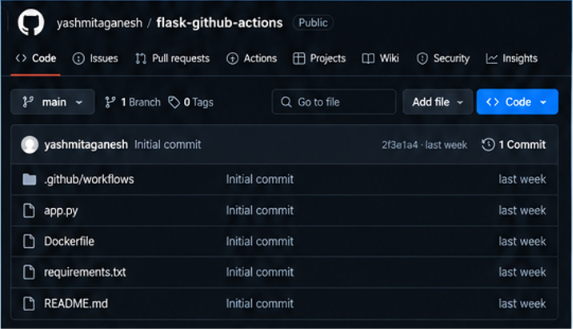 yashmitaganesh / flask-github-actions Public
Code Issues Pull requests Actions Projects Wiki Security Insights
main 1 Branch 0 Tags Go to file Add file Code
yashmitaganesh Initial commit 2f3e1a4 · last week 1 Commit
.github/workflows Initial commit last week
app.py Initial commit last week
Dockerfile Initial commit last week
requirements.txt Initial commit last week
README.md Initial commit last week